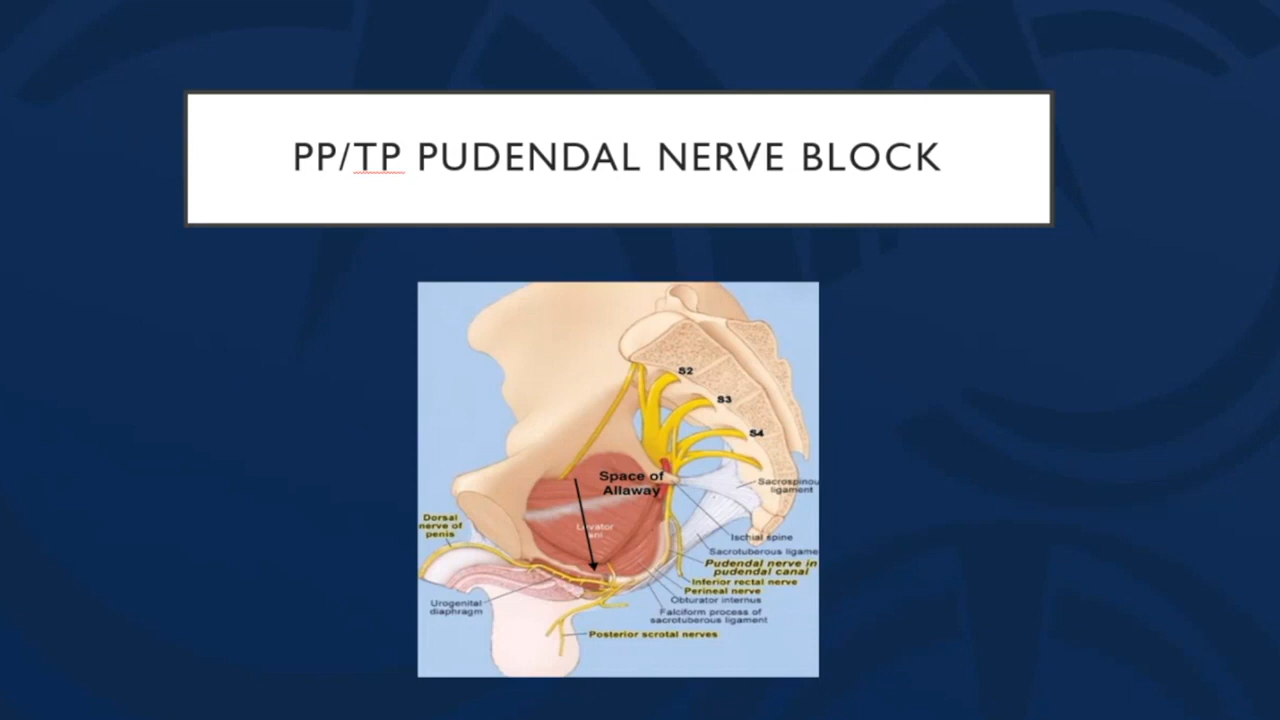 PP/TP PUDENDAL NERVE BLOCK
S2
S3
S4
Space of
Allaway
Sacrospinou
ligament
Levator
ani
Dorsal
nerve of
penis
Ischial spine
Sacrotuberous ligame
Pudendal nerve in
pudendal canal
Inferior rectal nerve
Perineal nerve
Obturator internus
Urogenital
diaphragm
Falciform process of
sacrotuberous ligament
Posterior scrotal nerves